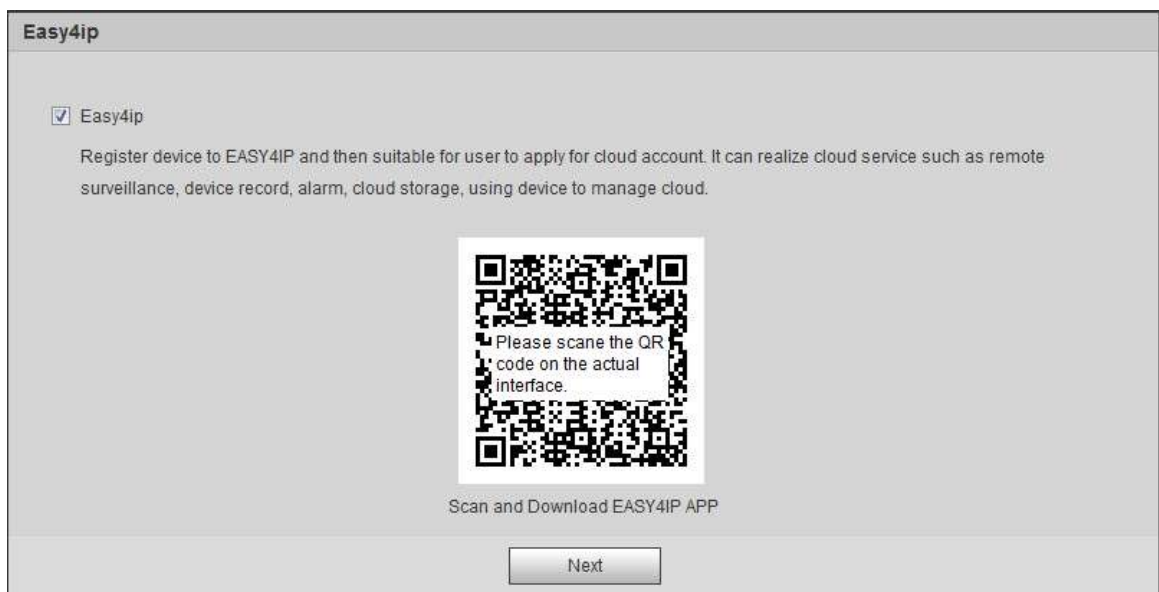 Easy4ip
Easy4ip
Register device to EASY4IP and then suitable for user to apply for cloud account. It can realize cloud service such as remote
surveillance, device record, alarm, cloud storage, using device to manage cloud.
Please scane the QR
code on the actual
interface.
Scan and Download EASY4IP APP
Next